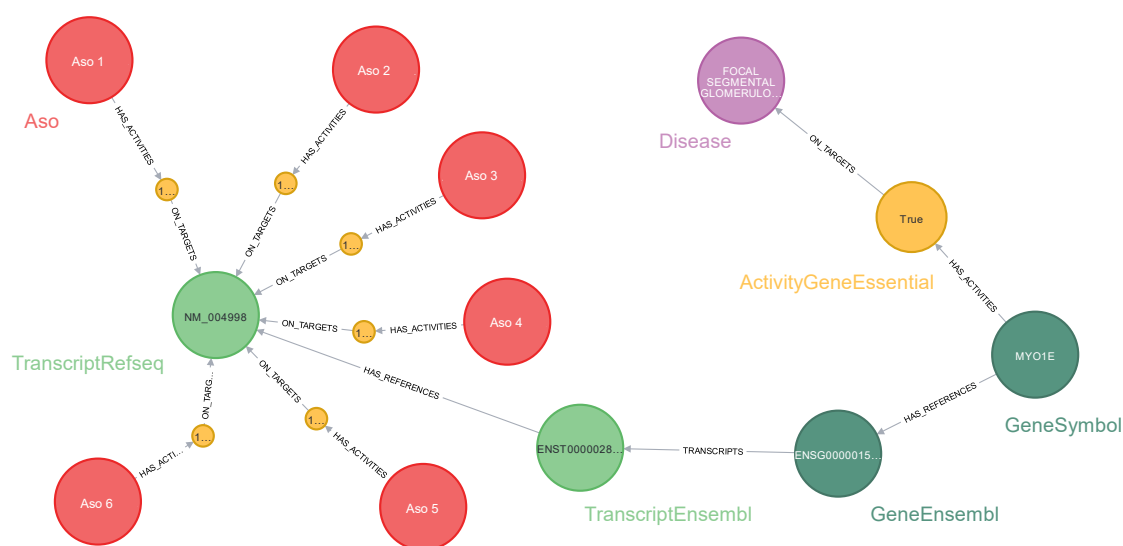 Aso 1
Aso
HAS_ACTIVITIES
1...
ON_TARGETS
Aso 2
HAS_ACTIVITIES
1...
ON_TARGETS
Aso 3
HAS_ACTIVITIES
1...
ON_TARGETS
Aso 4
HAS_ACTIVITIES
1...
ON_TARGETS
NM_004998
TranscriptRefseq
Aso 6
HAS_ACTI...
1...
ON_TARG...
Aso 5
HAS_ACTIVITIES
1...
ON_TARGETS
HAS_REFERENCES
ENST0000028...
TranscriptEnsembl
TRANSCRIPTS
ENSG0000015...
GeneEnsembl
HAS_REFERENCES
MYO1E
GeneSymbol
HAS_ACTIVITIES
True
ActivityGeneEssential
ON_TARGETS
FOCAL
SEGMENTAL
GLOMERULO...
Disease